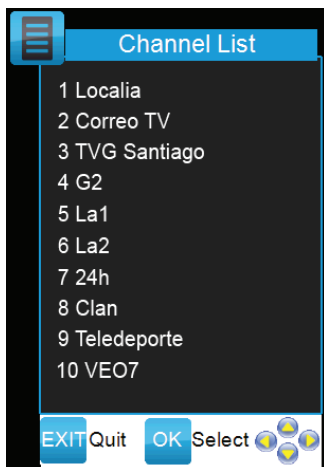 Channel List
1 Localia
2 Correo TV
3 TVG Santiago
4 G2
5 La1
6 La2
7 24h
8 Clan
9 Teledeporte
10 VEO7
EXIT Quit OK Select